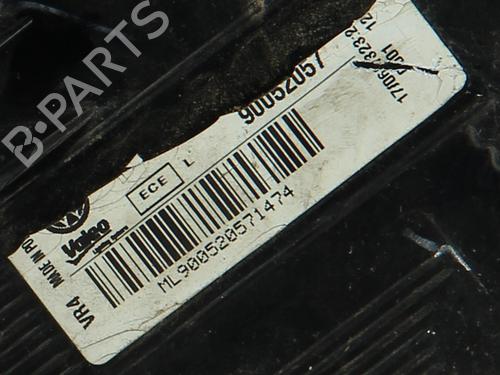 B-PARTS
90052057
ECE L
Valeo
MADE IN PO
VR4
ML900520571474